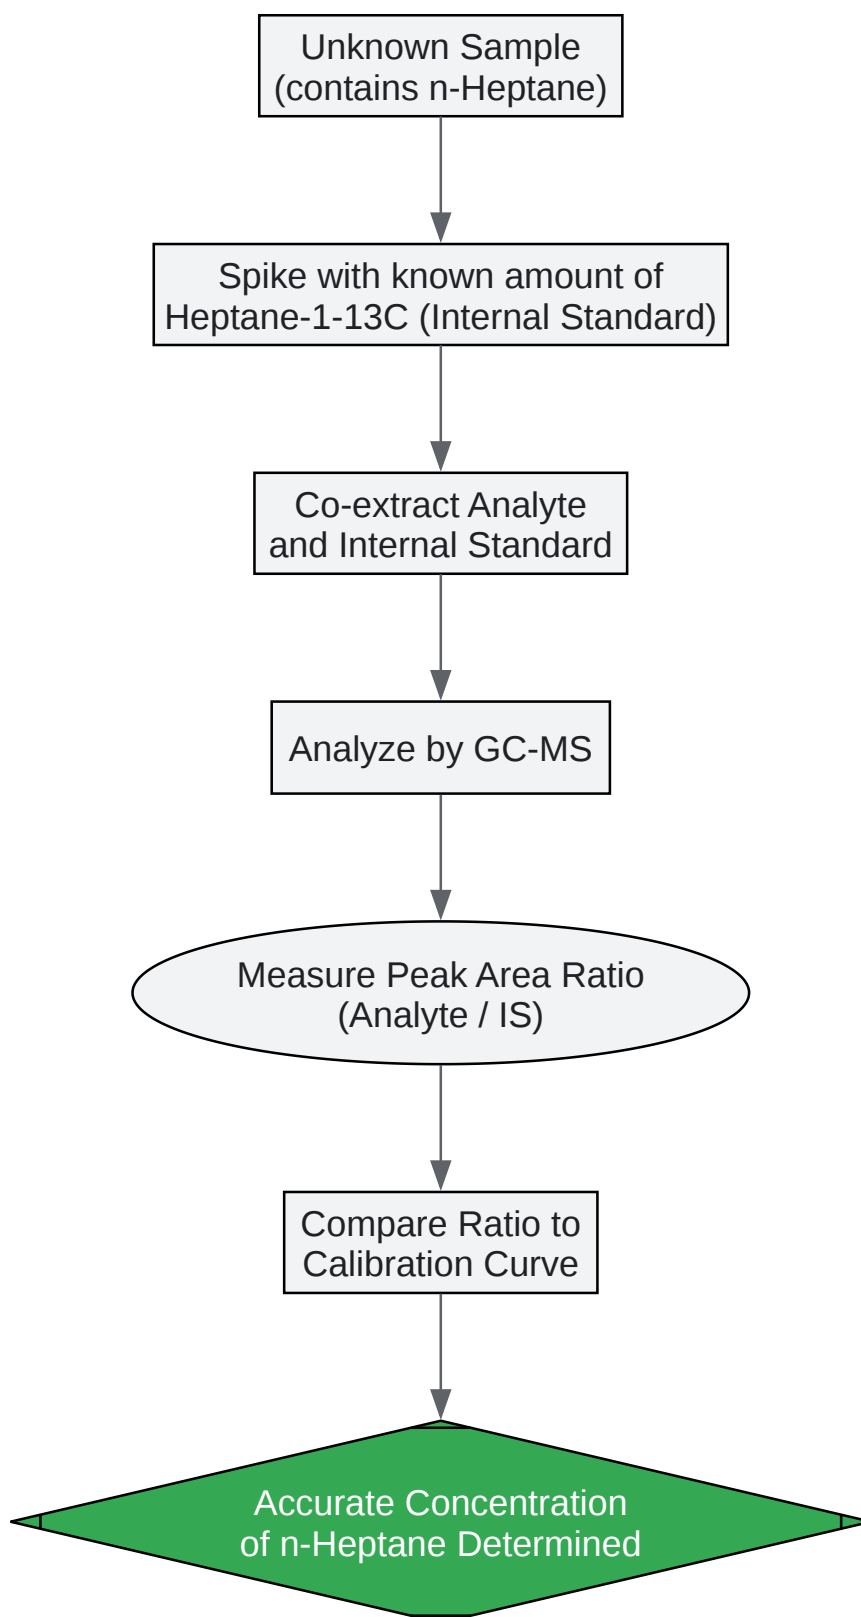 Unknown Sample
(contains n-Heptane)
Spike with known amount of
Heptane-1-13C (Internal Standard)
Co-extract Analyte
and Internal Standard
Analyze by GC-MS
Measure Peak Area Ratio
(Analyte / IS)
Compare Ratio to
Calibration Curve
Accurate Concentration
of n-Heptane Determined